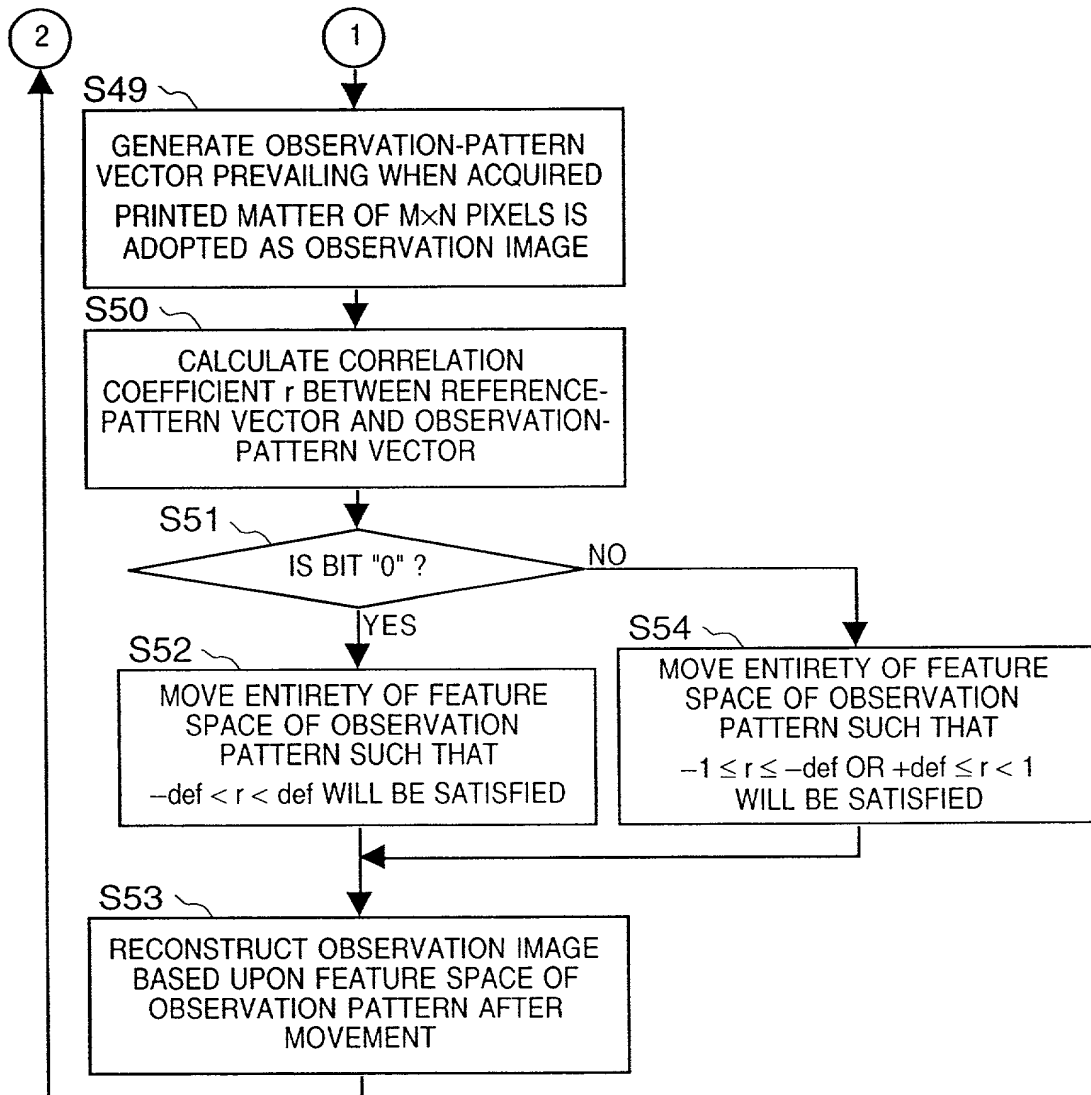 2
1
S49
GENERATE OBSERVATION-PATTERN
VECTOR PREVAILING WHEN ACQUIRED
PRINTED MATTER OF M×N PIXELS IS
ADOPTED AS OBSERVATION IMAGE
S50
CALCULATE CORRELATION
COEFFICIENT r BETWEEN REFERENCE-
PATTERN VECTOR AND OBSERVATION-
PATTERN VECTOR
S51
IS BIT "0" ?
NO
YES
S52
MOVE ENTIRETY OF FEATURE
SPACE OF OBSERVATION
PATTERN SUCH THAT
−def < r < def WILL BE SATISFIED
S54
MOVE ENTIRETY OF FEATURE
SPACE OF OBSERVATION
PATTERN SUCH THAT
−1 ≤ r ≤ −def OR +def ≤ r < 1
WILL BE SATISFIED
S53
RECONSTRUCT OBSERVATION IMAGE
BASED UPON FEATURE SPACE OF
OBSERVATION PATTERN AFTER
MOVEMENT